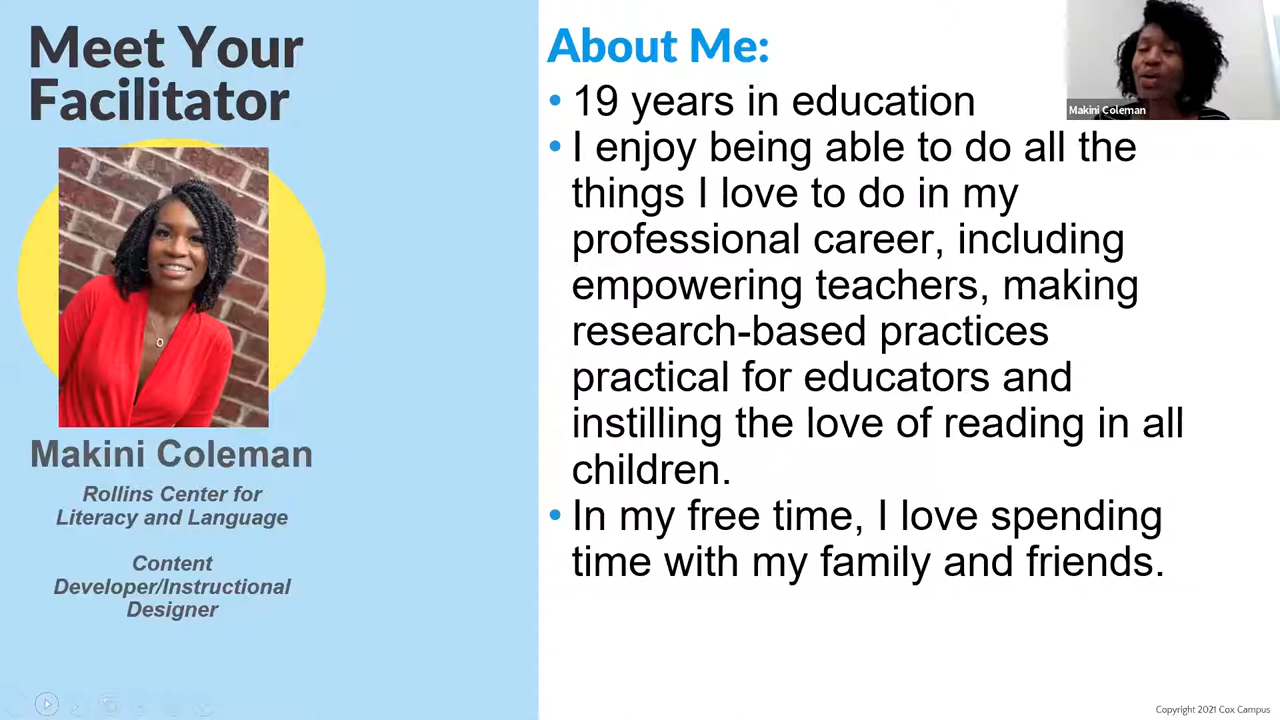 Meet Your
Facilitator
Makini Coleman
Rollins Center for
Literacy and Language
Content
Developer/Instructional
Designer
About Me:
• 19 years in education
• I enjoy being able to do all the
things I love to do in my
professional career, including
empowering teachers, making
research-based practices
practical for educators and
instilling the love of reading in all
children.
• In my free time, I love spending
time with my family and friends.
Makini Coleman
Copyright 2021 Cox Campus